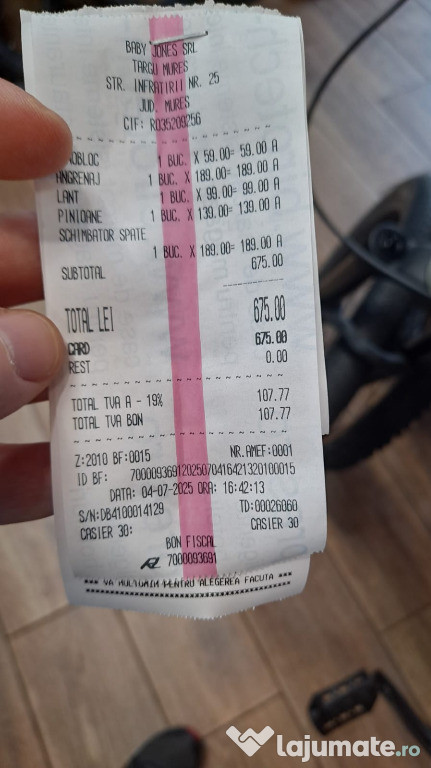 BABY JONES SRL
TARGU MURES
STR. INFRATIRII NR. 25
JUD. MURES
CIF: RO35209256
1 BUC. X 59.00= 59.00 A
ANGRENAJ
1 BUC. X 189.00= 189.00 A
LANT
1 BUC. X 99.00= 99.00 A
PINIOANE
1 BUC. X 139.00= 139.00 A
SCHIMBATOR SPATE
1 BUC. X 189.00= 189.00 A
SUBTOTAL 675.00
TOTAL LEI 675.00
CARD 675.00
REST 0.00
TOTAL TVA A - 19% 107.77
TOTAL TVA BON 107.77
Z:2010 BF:0015 NR.AMEF:0001
ID BF: 70000936912025070416421320100015
DATA: 04-07-2025 ORA: 16:42:13
S/N:DB4100014129 TD:00026060
CASIER 30: CASIER 30
BON FISCAL
7000093691
*** VA MULTUMIM PENTRU ALEGEREA FACUTA ***
lajumate.ro